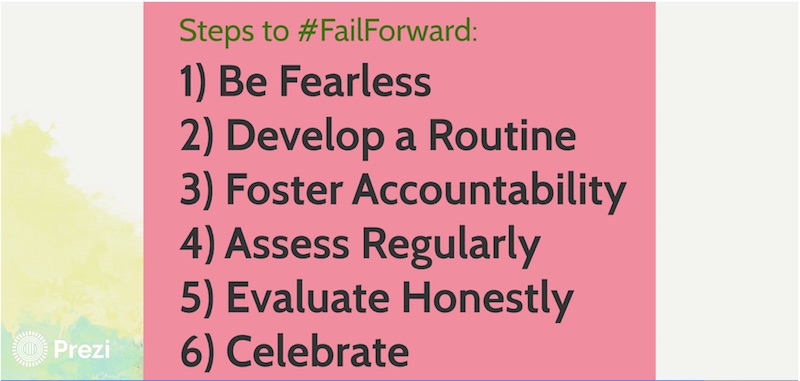 Steps to #FailForward:
1) Be Fearless
2) Develop a Routine
3) Foster Accountability
4) Assess Regularly
5) Evaluate Honestly
6) Celebrate
Prezi